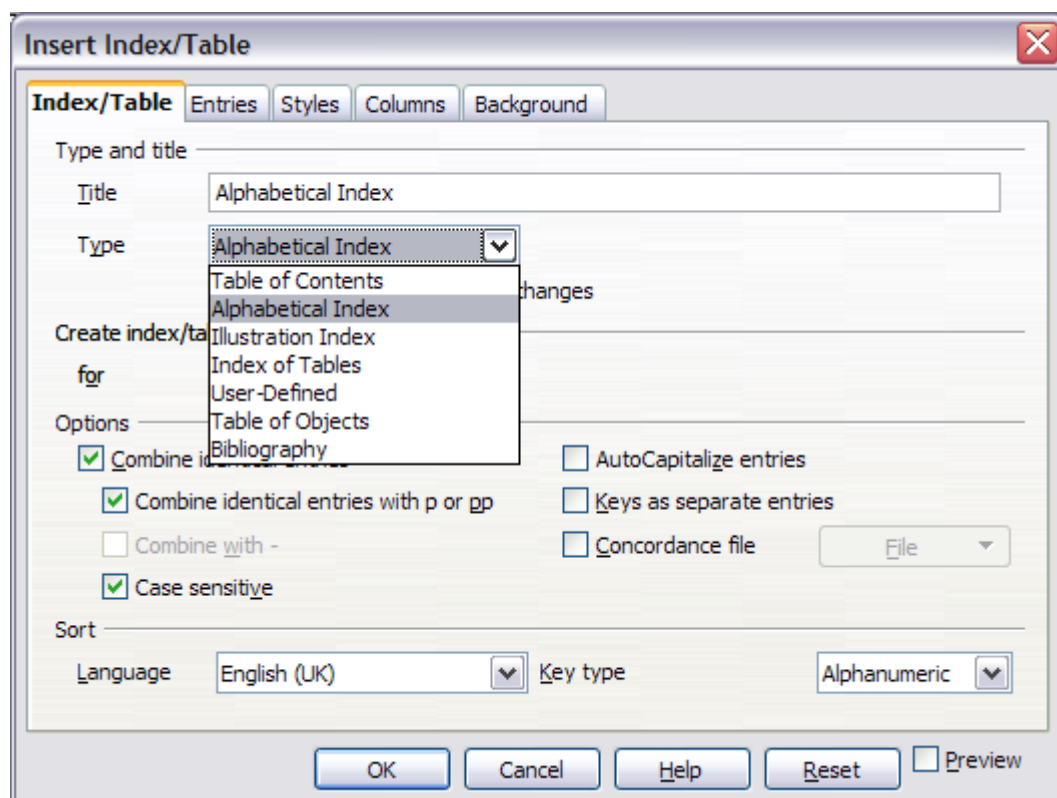 Insert Index/Table
Index/Table Entries Styles Columns Background
Type and title
Title Alphabetical Index
Type Alphabetical Index
Table of Contents
changes
Alphabetical Index
Create index/ta
Illustration Index
Index of Tables
for
User-Defined
Table of Objects
Options
Bibliography
Combine AutoCapitalize entries
Combine identical entries with p or pp Keys as separate entries
Combine with - Concordance file File
Case sensitive
Sort
Language English (UK) Key type Alphanumeric
OK Cancel Help Reset Preview